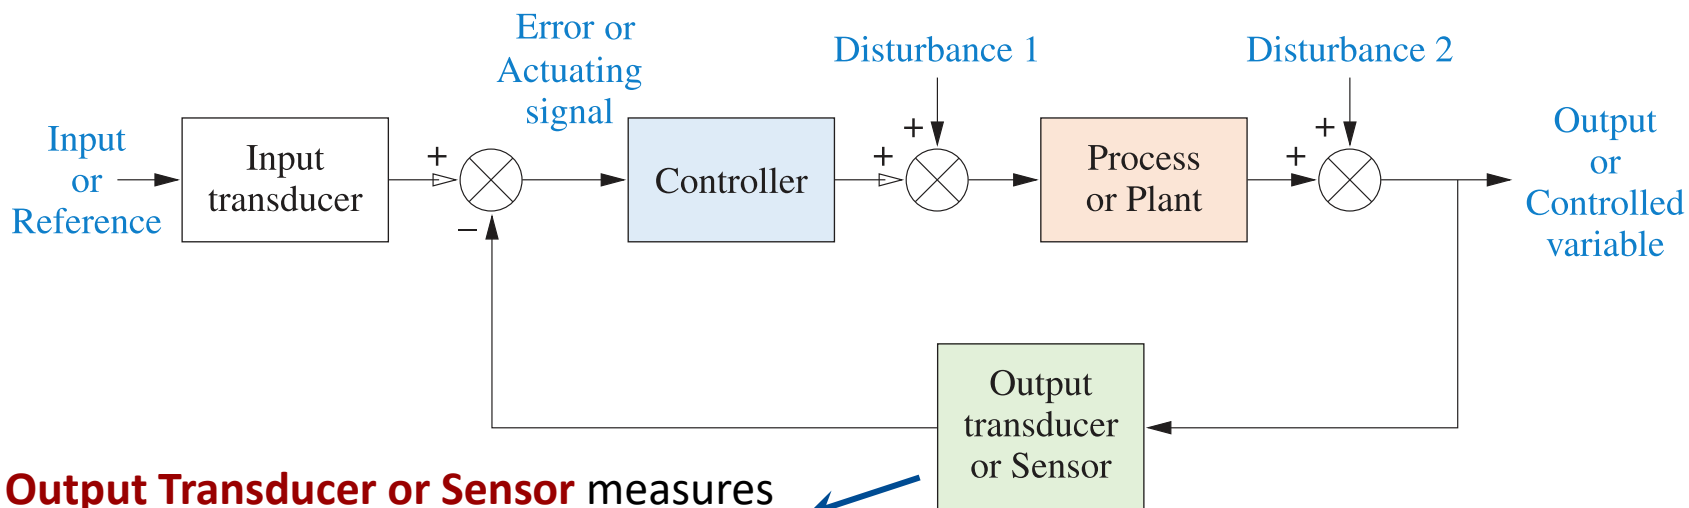 Error or
Actuating
signal
Disturbance 1
Disturbance 2
Input
or
Reference
Input
transducer
+
−
Controller
+
+
Process
or Plant
+
+
Output
or
Controlled
variable
Output
transducer
or Sensor
Output Transducer or Sensor measures